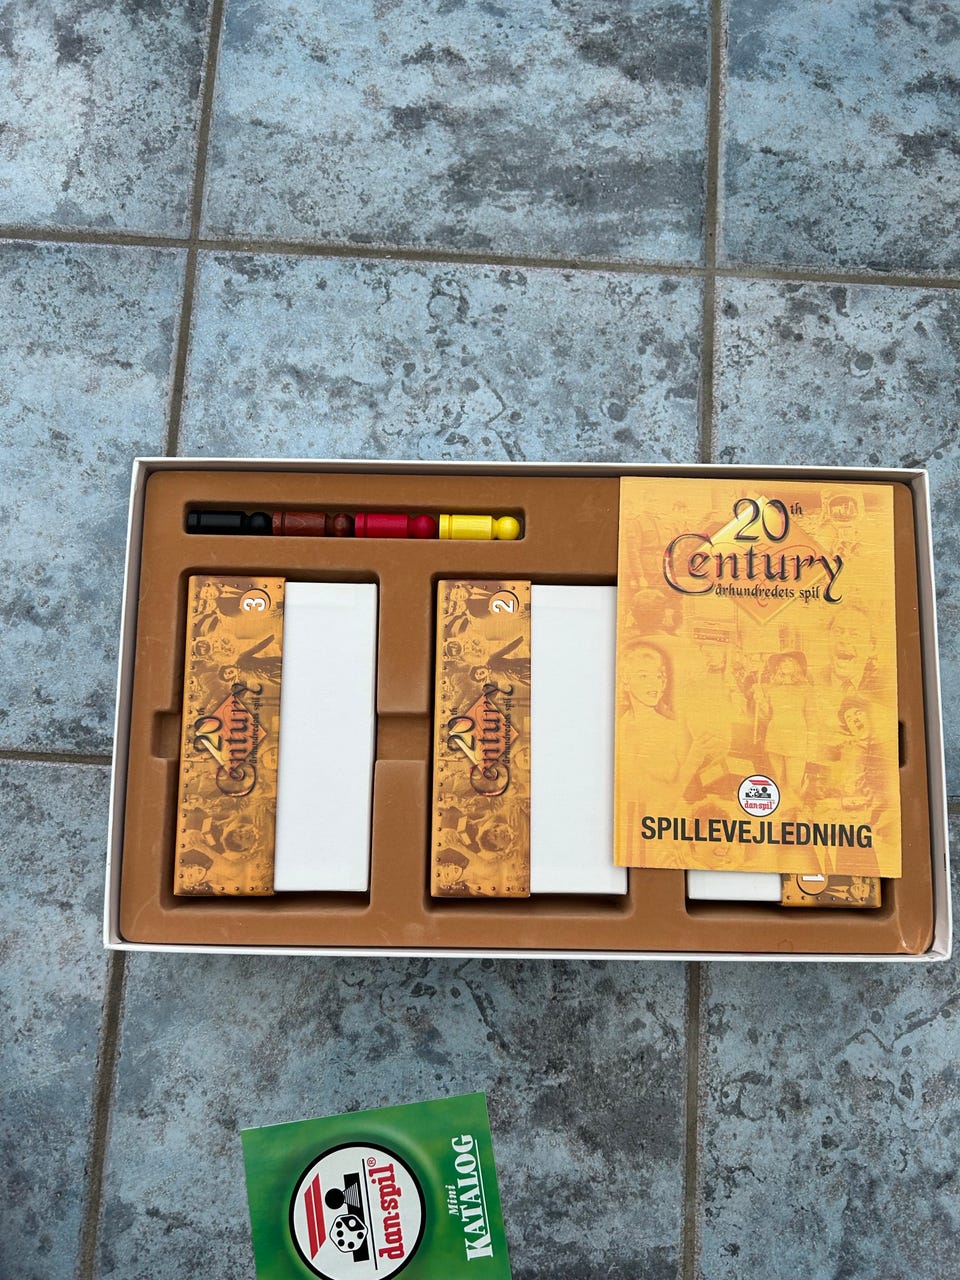 20th
Century
århundredets spil
dan-spil
SPILLEVEJLEDNING
3
20th
Century
århundredets spil
2
20th
Century
århundredets spil
1
dan-spil®
Mini
KATALOG